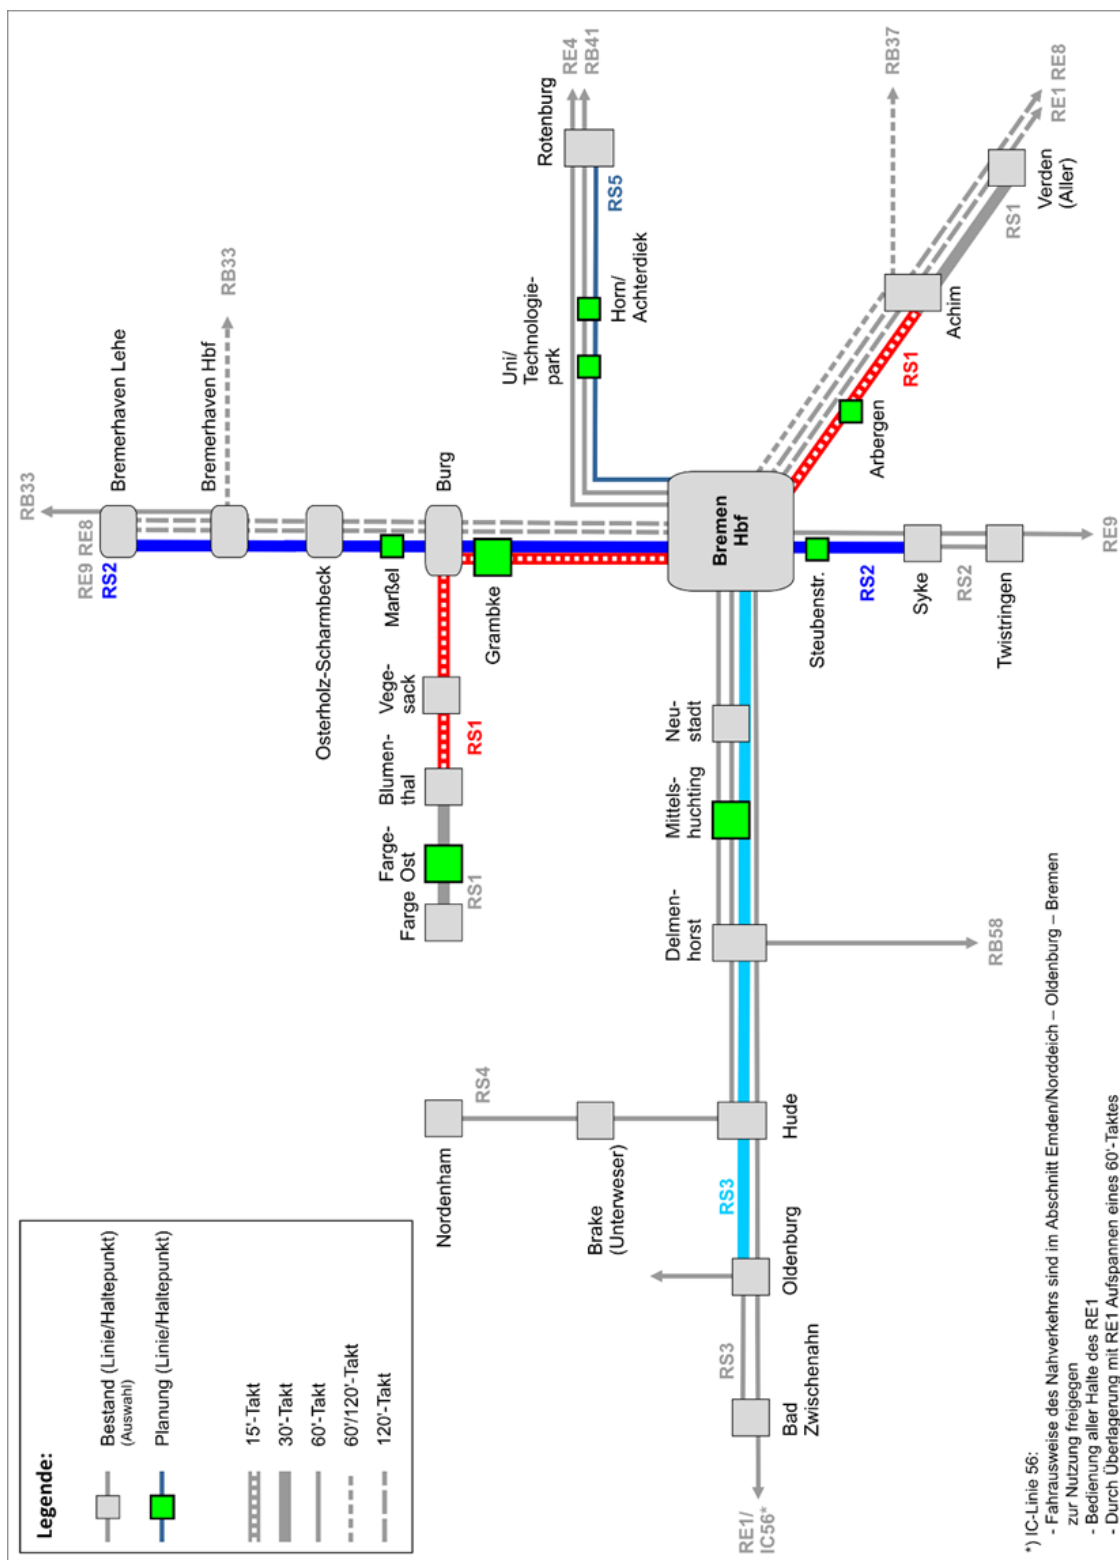 Legende:
Bestand (Linie/Haltepunkt)
(Auswahl)
Planung (Linie/Haltepunkt)
15'-Takt
30'-Takt
60'-Takt
60'/120'-Takt
120'-Takt
RB33
RE9 RE8
RS2
Bremerhaven Lehe
Bremerhaven Hbf
RB33
Osterholz-Scharmbeck
Marßel
Burg
Grambke
Vege-
sack
Blumen-
thal
Farge-
Ost
Farge
RS1
RS1
RE4
RB41
Rotenburg
RS5
Uni/
Technologie-
park
Horn/
Achterdiek
RB37
RE1 RE8
Verden
(Aller)
RS1
Achim
RS1
Arbergen
Bremen
Hbf
Steubenstr.
RS2
Syke
RS2
Twistringen
RE9
Neu-
stadt
Mittels-
huchting
Delmen-
horst
RB58
Hude
RS4
Nordenham
Brake
(Unterweser)
RS3
Oldenburg
RS3
Bad
Zwischenahn
RE1/
IC56*
*) IC-Linie 56:
- Fahrausweise des Nahverkehrs sind im Abschnitt Emden/Norddeich – Oldenburg – Bremen
zur Nutzung freigegen
- Bedienung aller Halte des RE1
- Durch Überlagerung mit RE1 Aufspannen eines 60'-Taktes